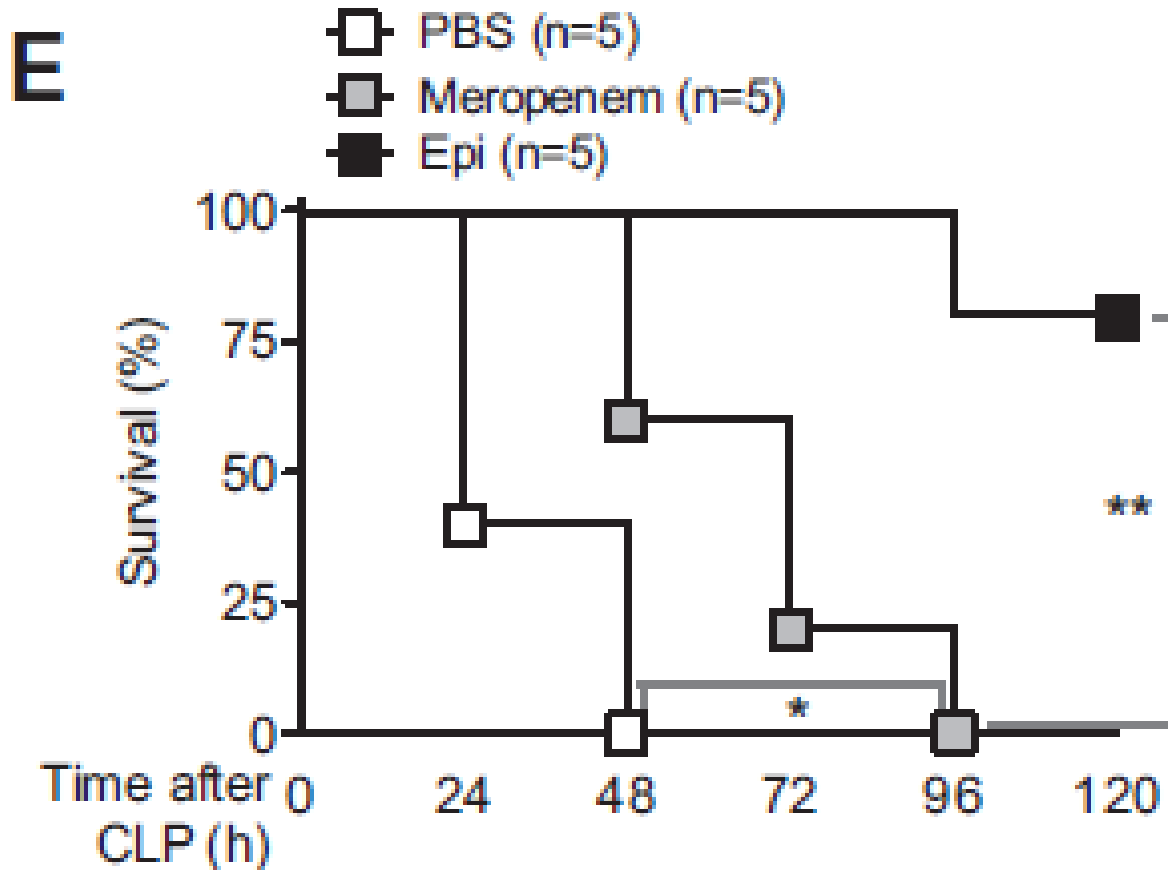 E
PBS (n=5)
Meropenem (n=5)
Epi (n=5)
100
75
50
25
0
Survival (%)
**
*
Time after
CLP (h)
0 24 48 72 96 120